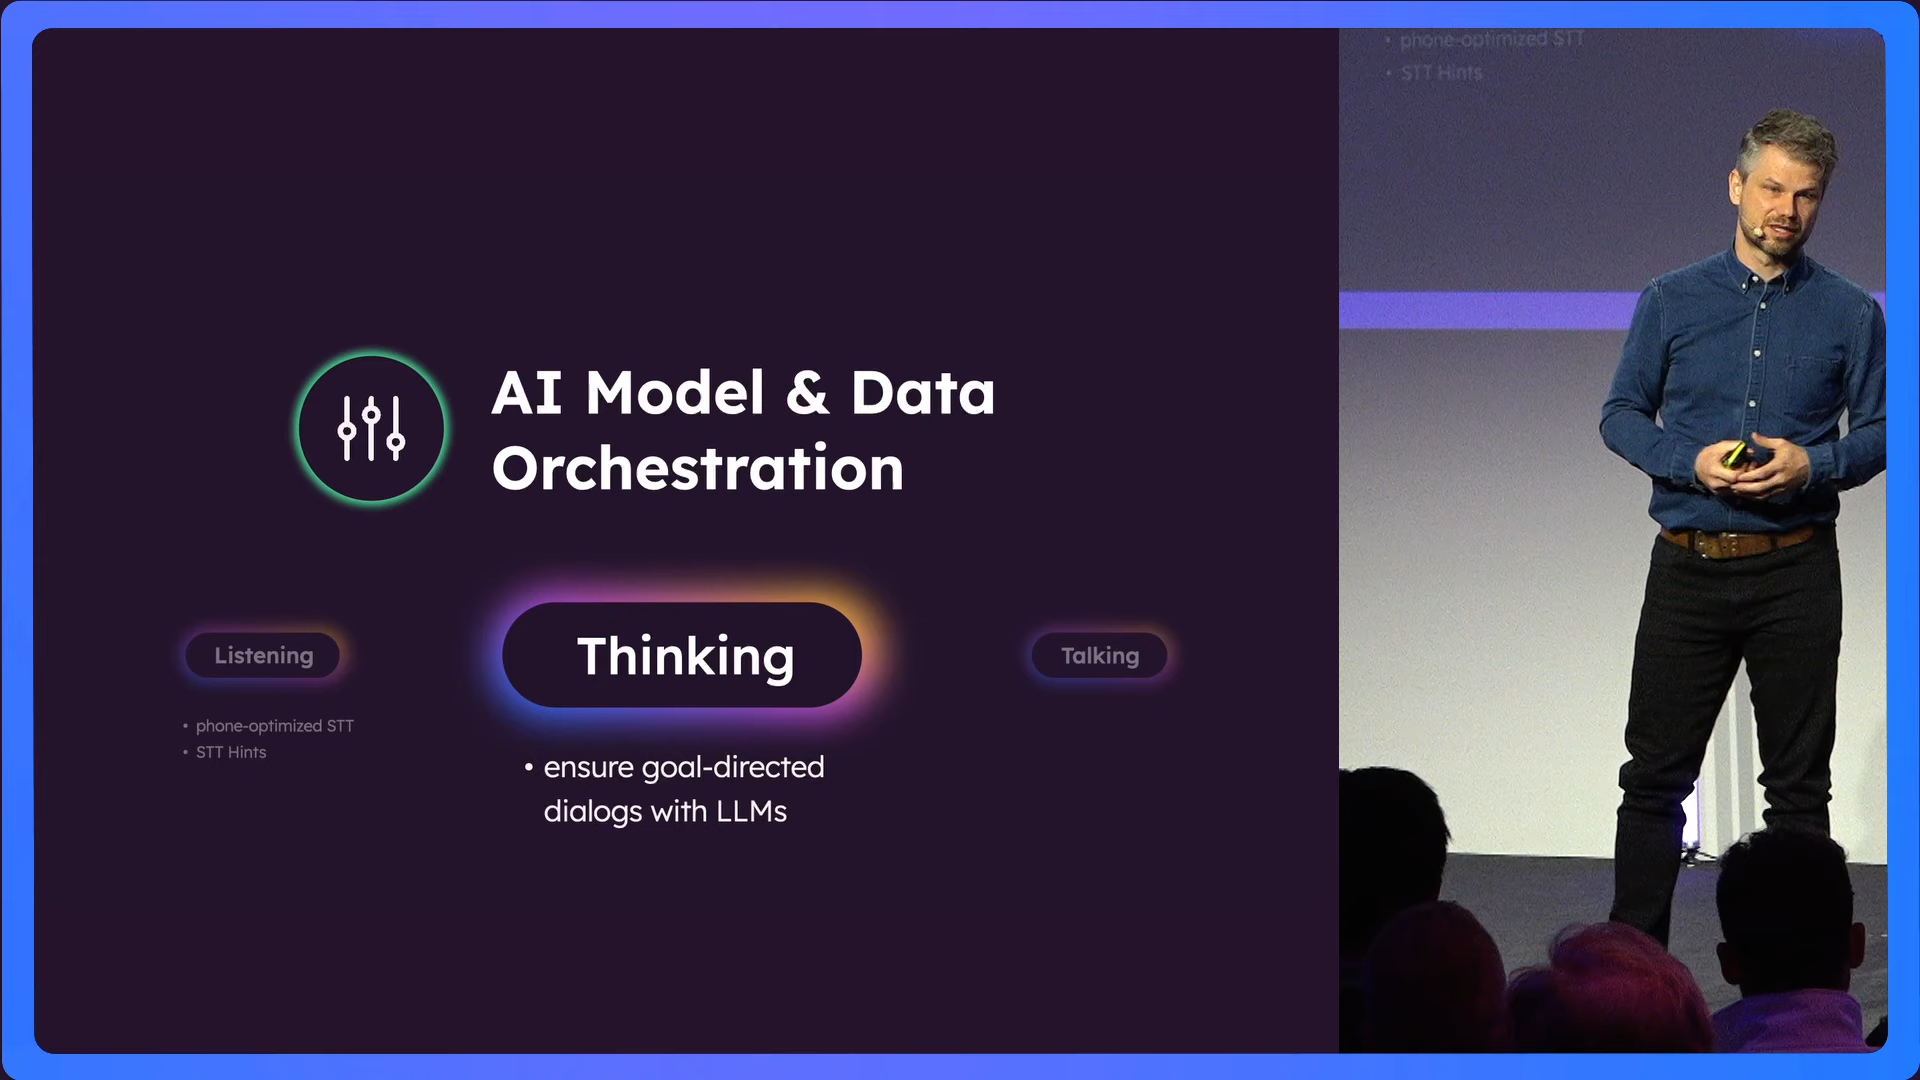 AI Model & Data
Orchestration
Listening
• phone-optimized STT
• STT Hints
Thinking
• ensure goal-directed
dialogs with LLMs
Talking
• phone-optimized STT
• STT Hints